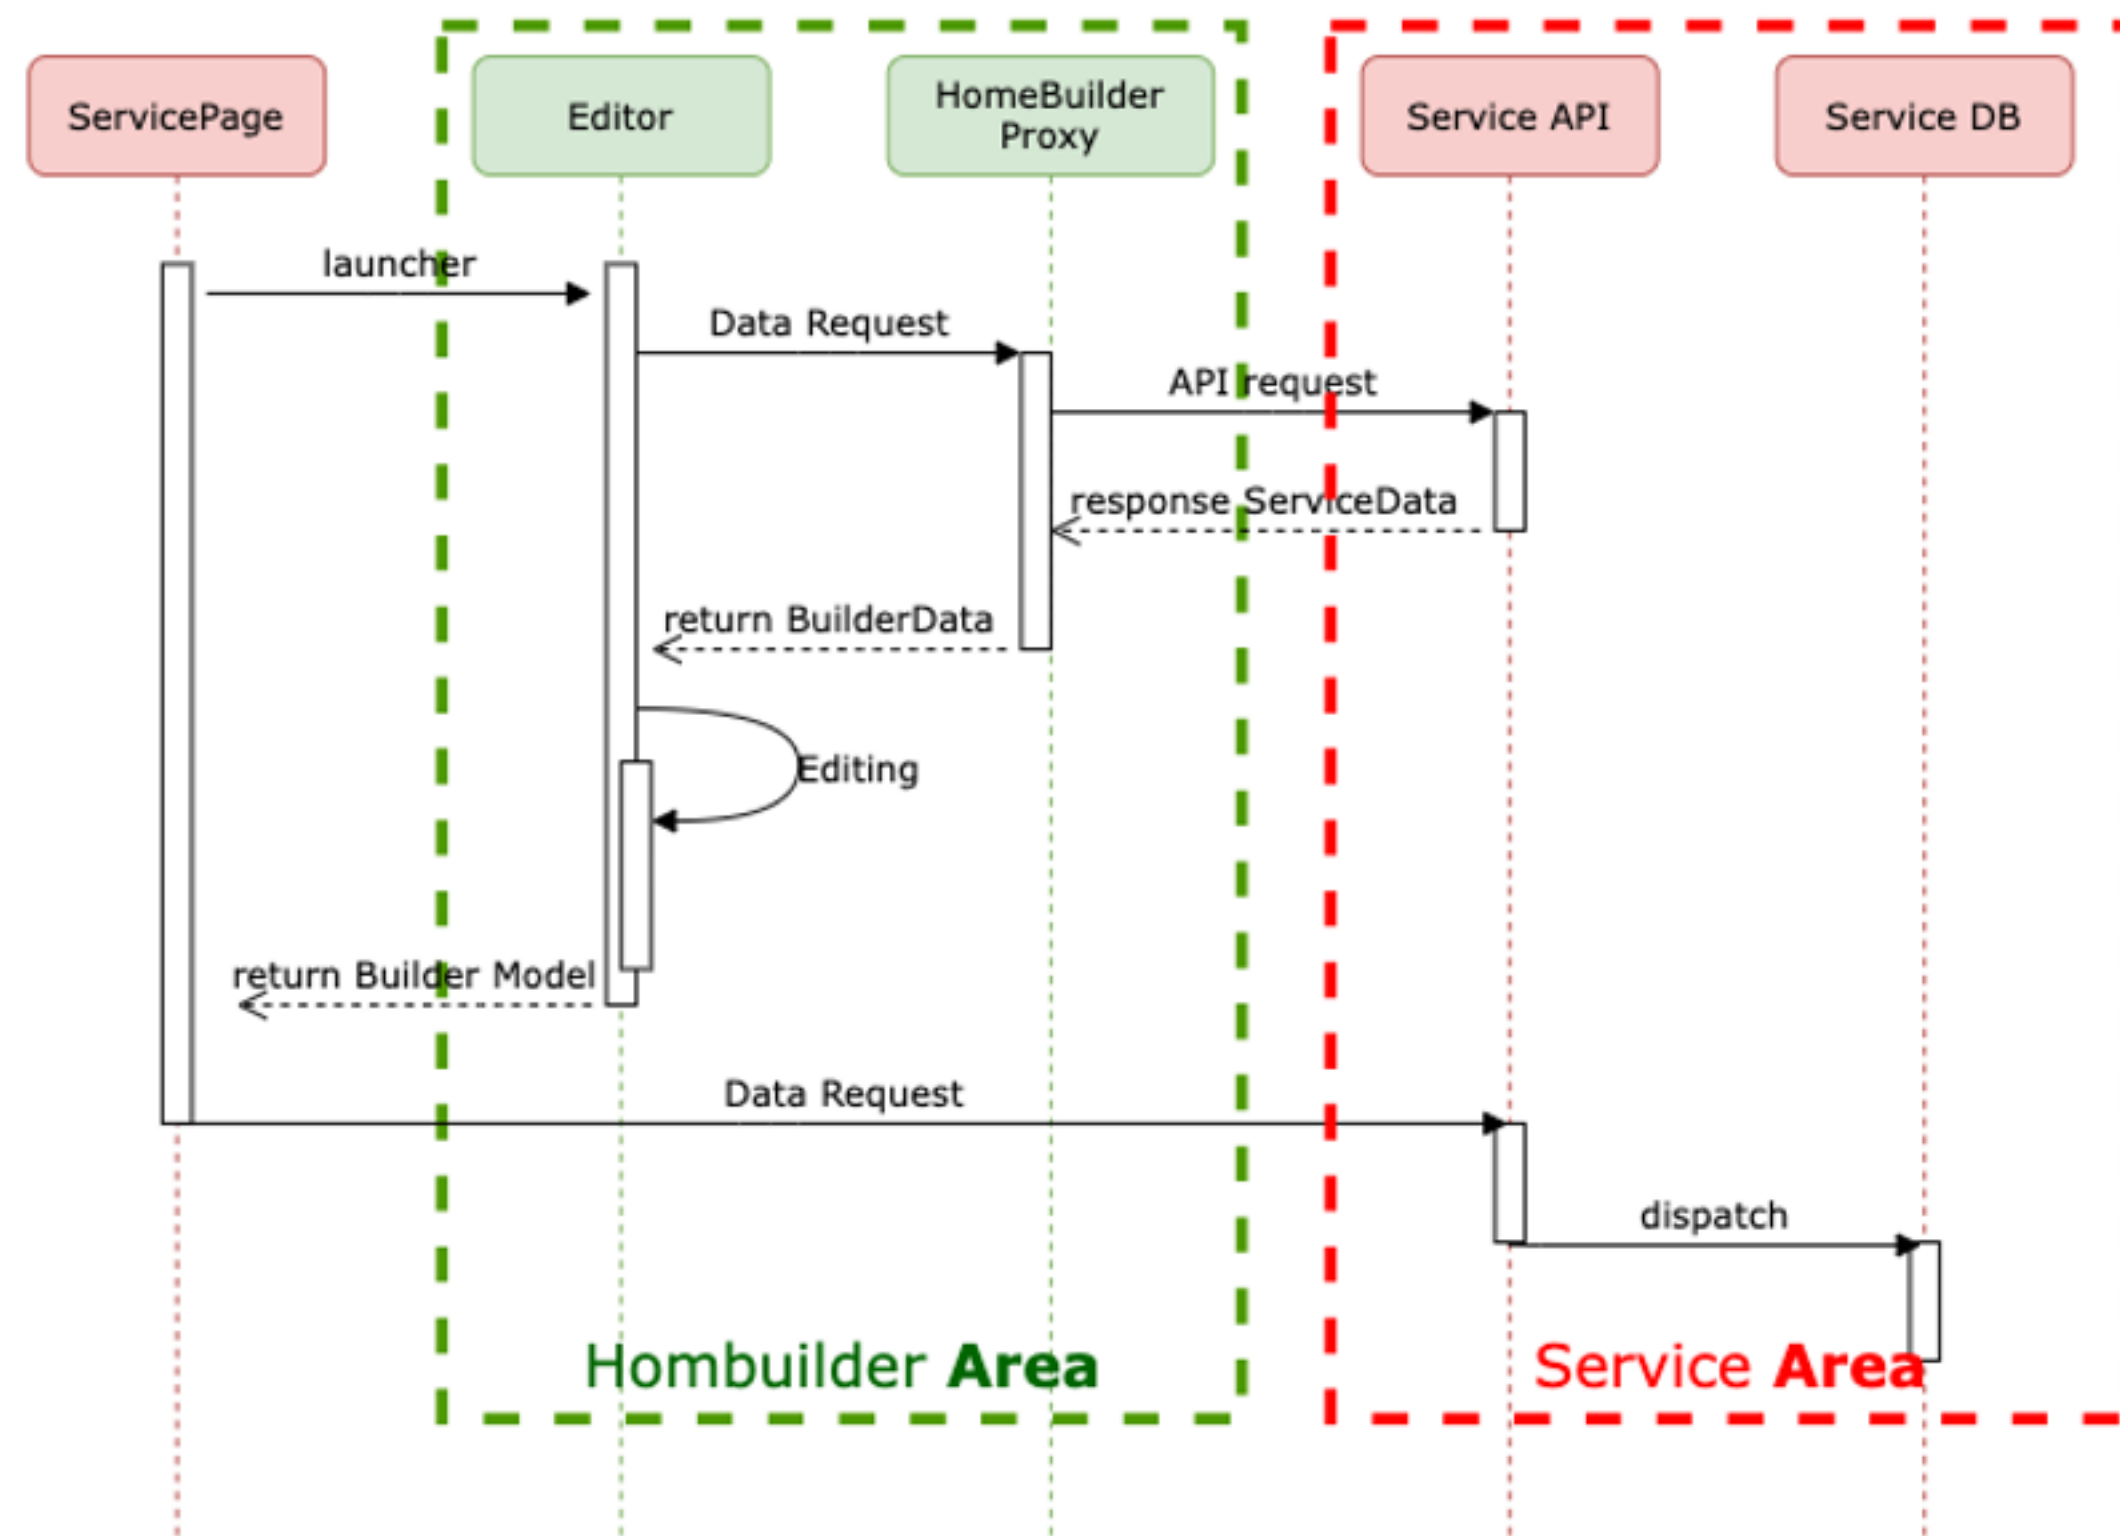 ServicePage
Editor
HomeBuilder
Proxy
Service API
Service DB
launcher
Data Request
API request
response ServiceData
return BuilderData
Editing
return Builder Model
Data Request
dispatch
Hombuilder Area
Service Area